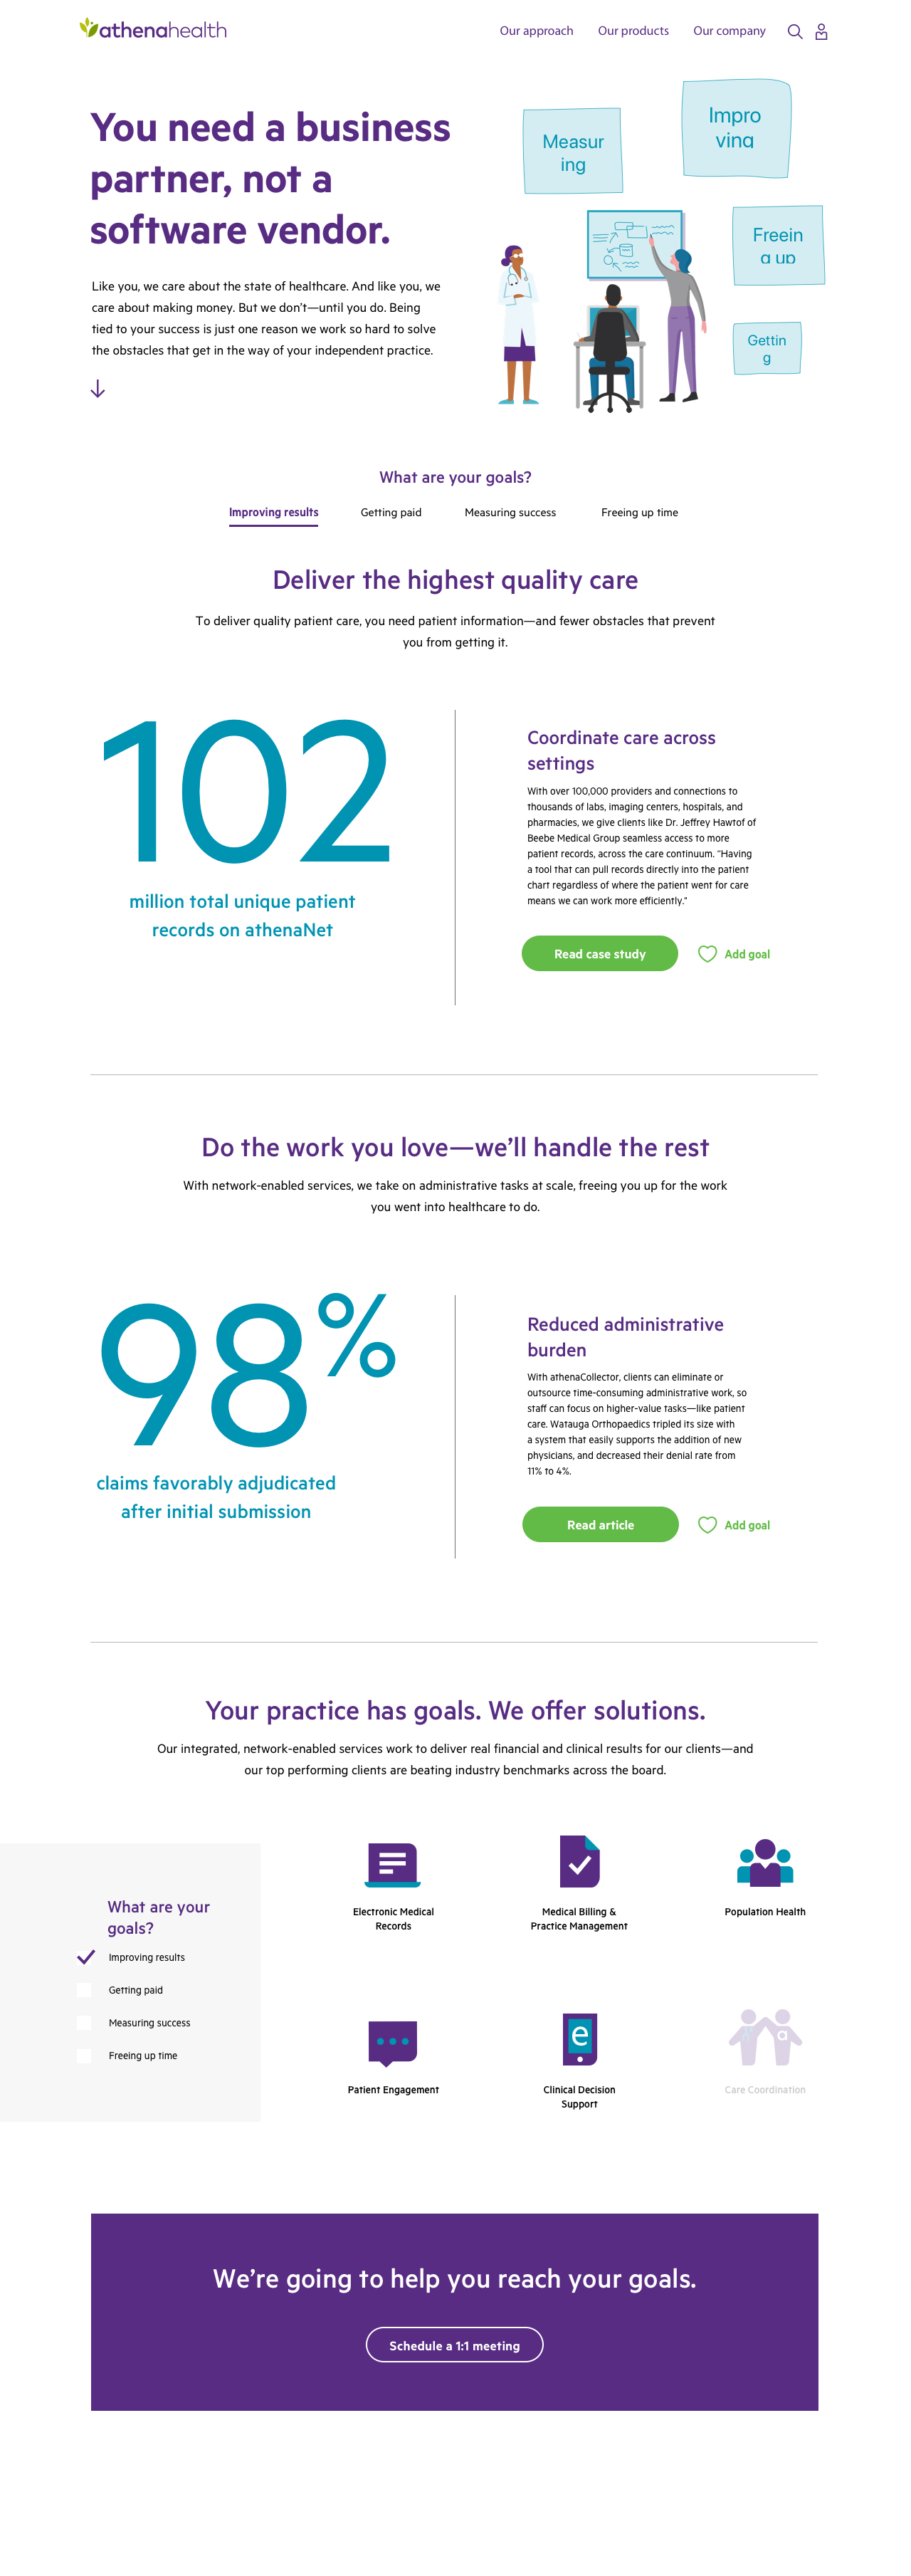 athenahealth
Our approach
Our products
Our company
You need a business
partner, not a
software vendor.
Like you, we care about the state of healthcare. And like you, we
care about making money. But we don’t—until you do. Being
tied to your success is just one reason we work so hard to solve
the obstacles that get in the way of your independent practice.
Measur
ing
Impro
ving
Freein
g up
Gettin
g
What are your goals?
Improving results
Getting paid
Measuring success
Freeing up time
Deliver the highest quality care
To deliver quality patient care, you need patient information—and fewer obstacles that prevent
you from getting it.
102
million total unique patient
records on athenaNet
Coordinate care across
settings
With over 100,000 providers and connections to
thousands of labs, imaging centers, hospitals, and
pharmacies, we give clients like Dr. Jeffrey Hawtof of
Beebe Medical Group seamless access to more
patient records, across the care continuum. “Having
a tool that can pull records directly into the patient
chart regardless of where the patient went for care
means we can work more efficiently.”
Read case study
Add goal
Do the work you love—we’ll handle the rest
With network-enabled services, we take on administrative tasks at scale, freeing you up for the work
you went into healthcare to do.
98%
claims favorably adjudicated
after initial submission
Reduced administrative
burden
With athenaCollector, clients can eliminate or
outsource time-consuming administrative work, so
staff can focus on higher-value tasks—like patient
care. Watauga Orthopaedics tripled its size with
a system that easily supports the addition of new
physicians, and decreased their denial rate from
11% to 4%.
Read article
Add goal
Your practice has goals. We offer solutions.
Our integrated, network-enabled services work to deliver real financial and clinical results for our clients—and
our top performing clients are beating industry benchmarks across the board.
What are your
goals?
Improving results
Getting paid
Measuring success
Freeing up time
Electronic Medical
Records
Medical Billing &
Practice Management
Population Health
Patient Engagement
e
Clinical Decision
Support
a
Care Coordination
We’re going to help you reach your goals.
Schedule a 1:1 meeting